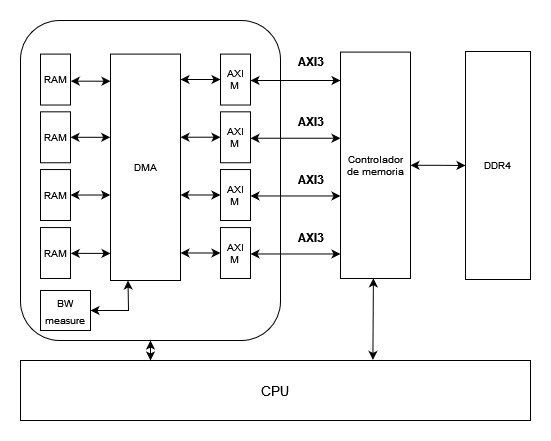 RAM
RAM
RAM
RAM
BW
measure
DMA
AXI
M
AXI
M
AXI
M
AXI
M
AXI3
AXI3
AXI3
AXI3
Controlador
de memoria
DDR4
CPU